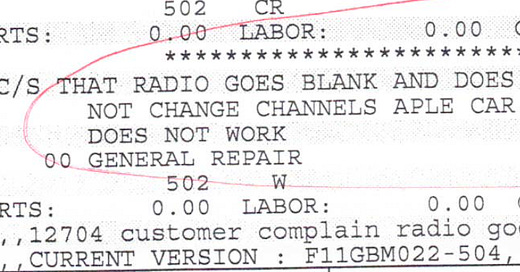 502 CR
RTS: 0.00 LABOR: 0.00
*************************
C/S THAT RADIO GOES BLANK AND DOES
NOT CHANGE CHANNELS APLE CAR
DOES NOT WORK
00 GENERAL REPAIR
502 W
RTS: 0.00 LABOR: 0.00
,,12704 customer complain radio go
,,CURRENT VERSION : F11GBM022-504,